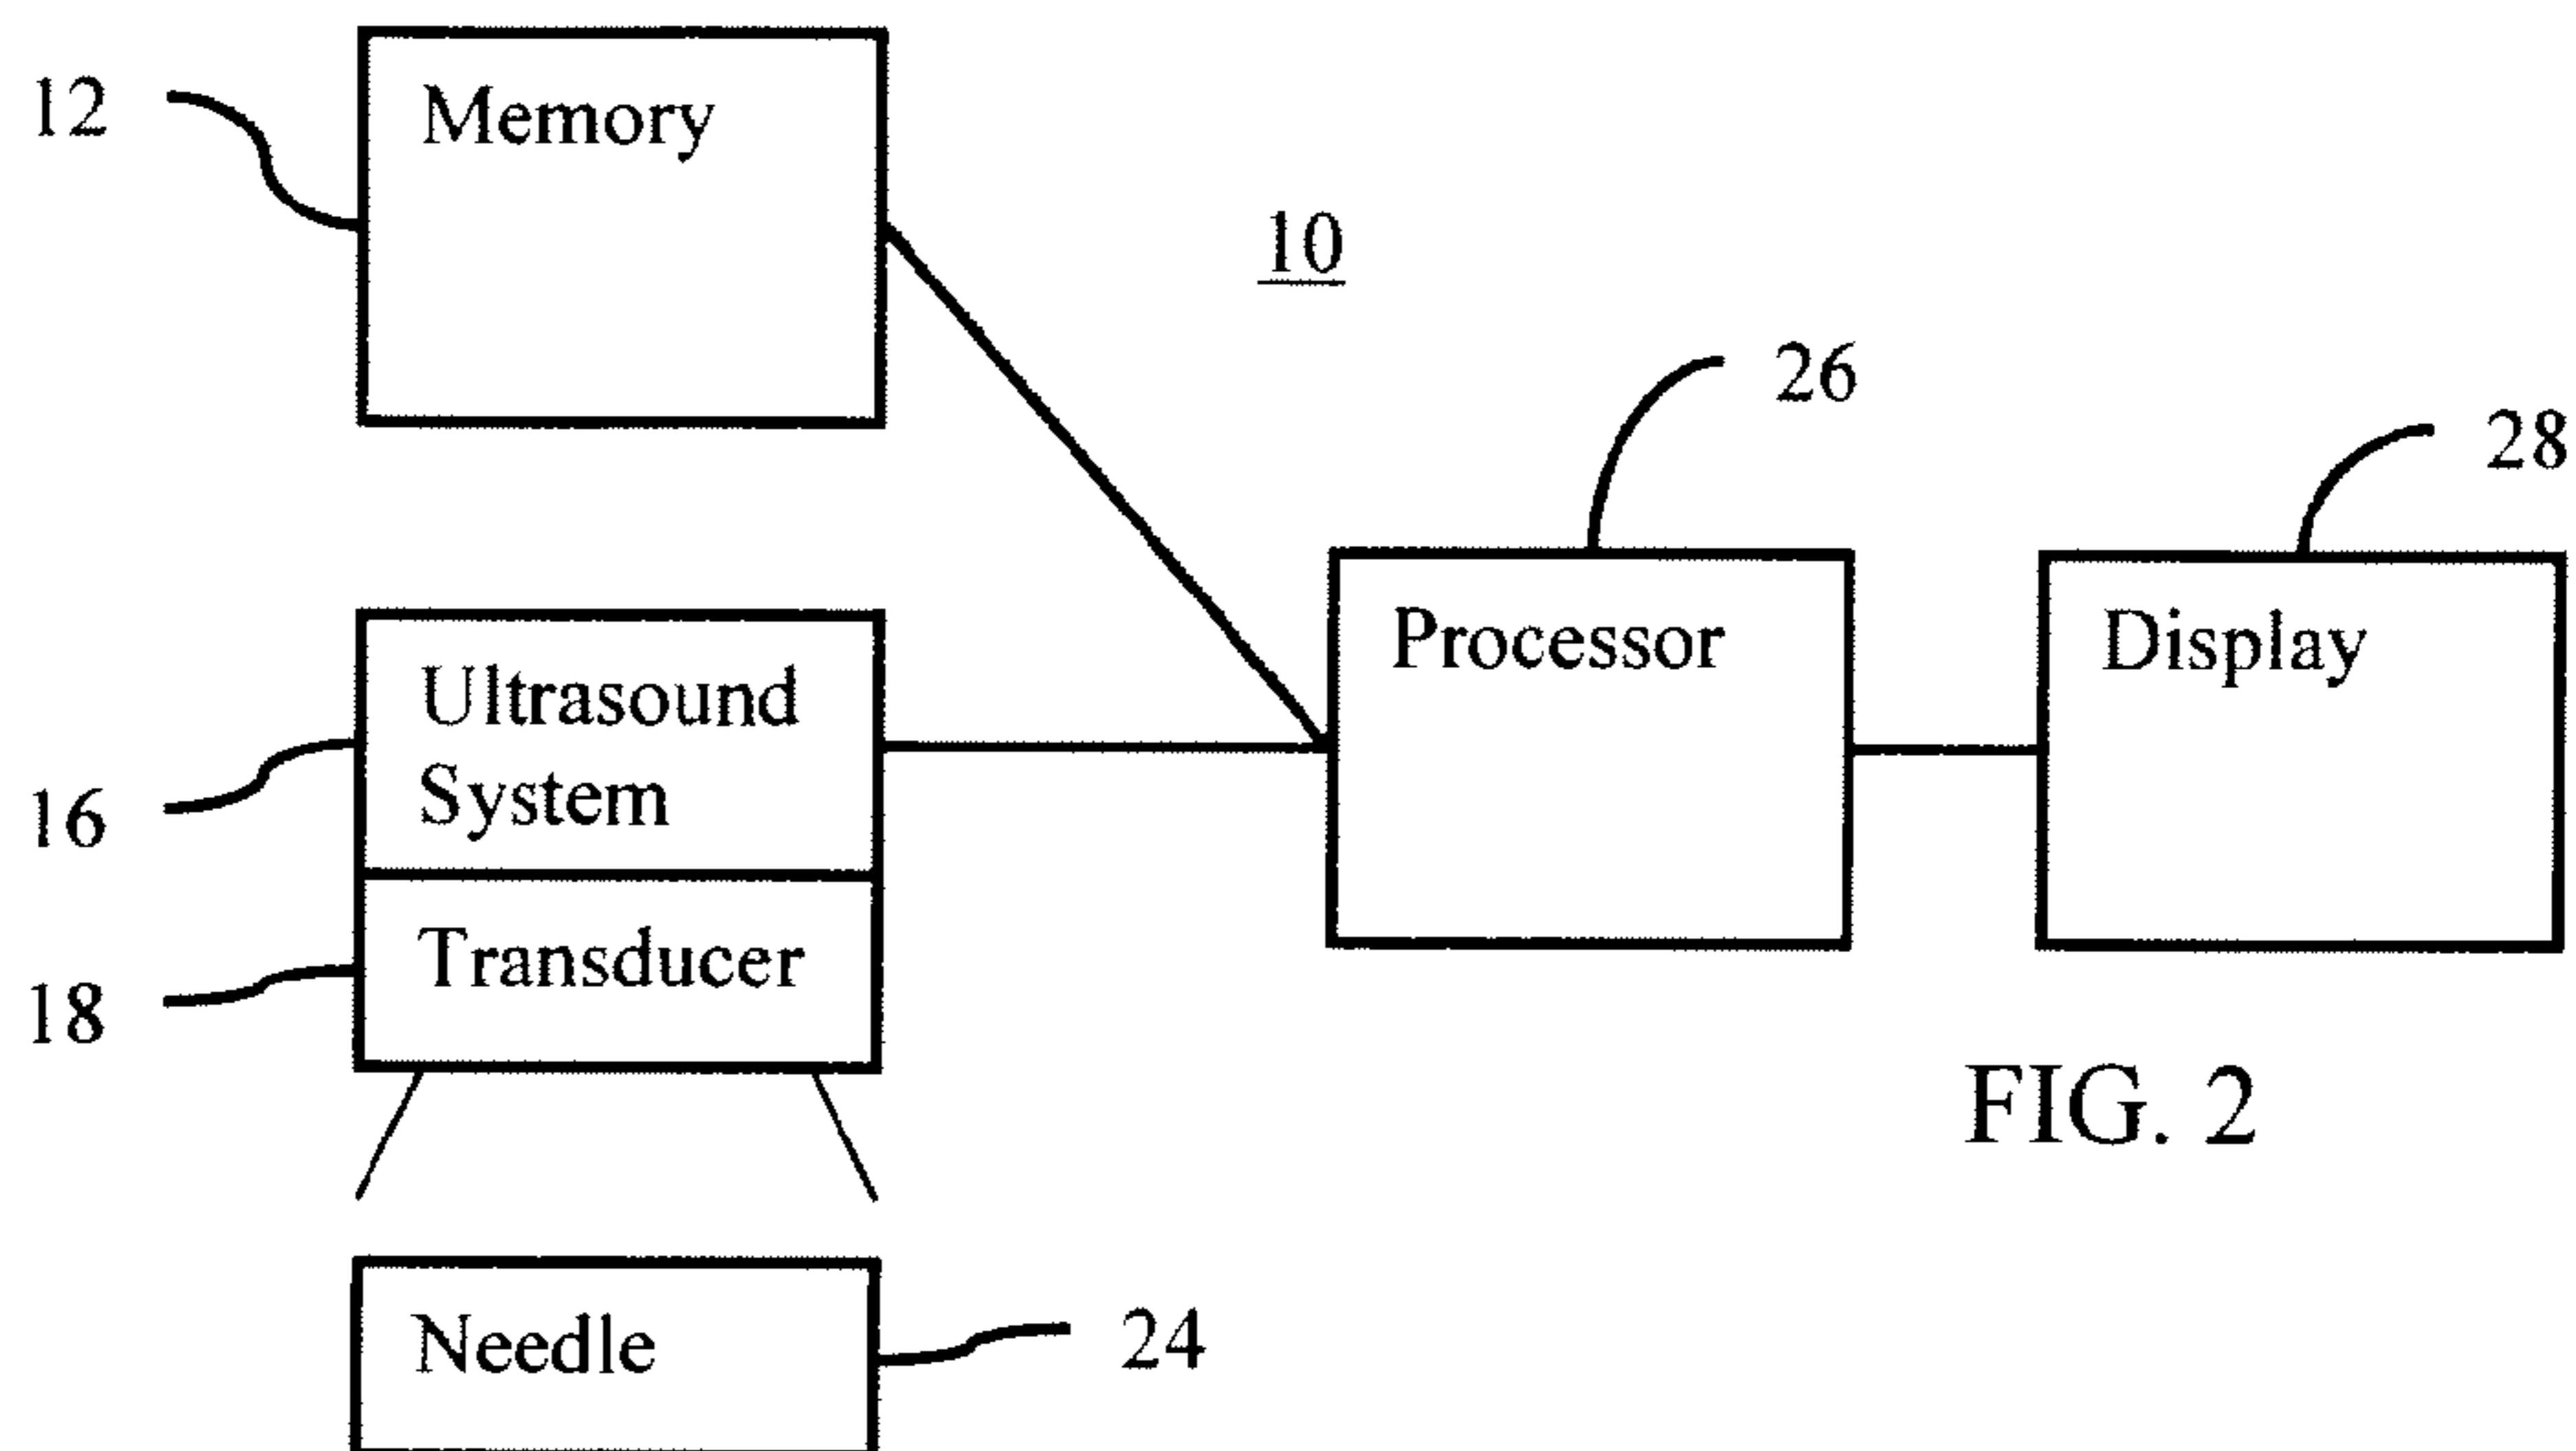 12
Memory
10
26
28
Processor
Display
Ultrasound
System
16
Transducer
18
FIG. 2
Needle
24